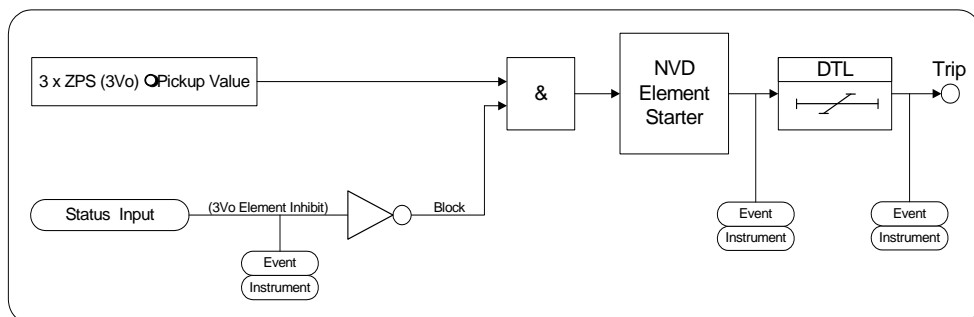 3 x ZPS (3Vo) Pickup Value
&
NVD
Element
Starter
DTL
Trip
Status Input
(3Vo Element Inhibit)
Block
Event
Instrument
Event
Instrument
Event
Instrument